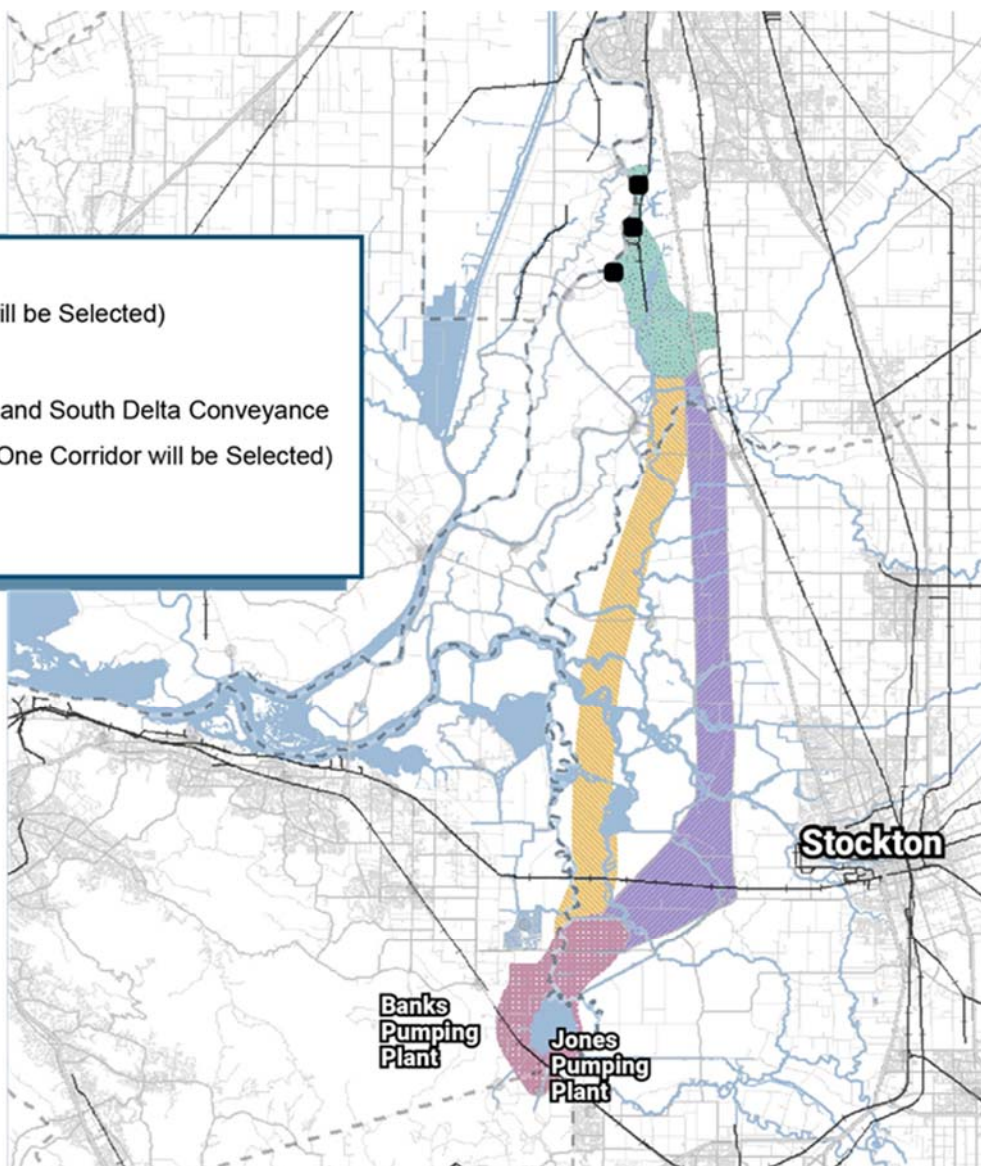 ill be Selected)
and South Delta Conveyance
One Corridor will be Selected)
Stockton
Banks
Pumping
Plant
Jones
Pumping
Plant